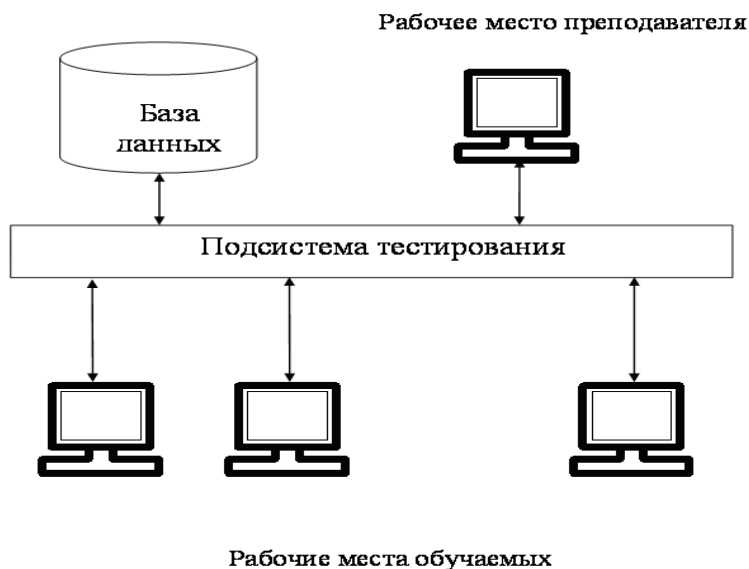 Рабочее место преподавателя
База
данных
Подсистема тестирования
Рабочие места обучаемых